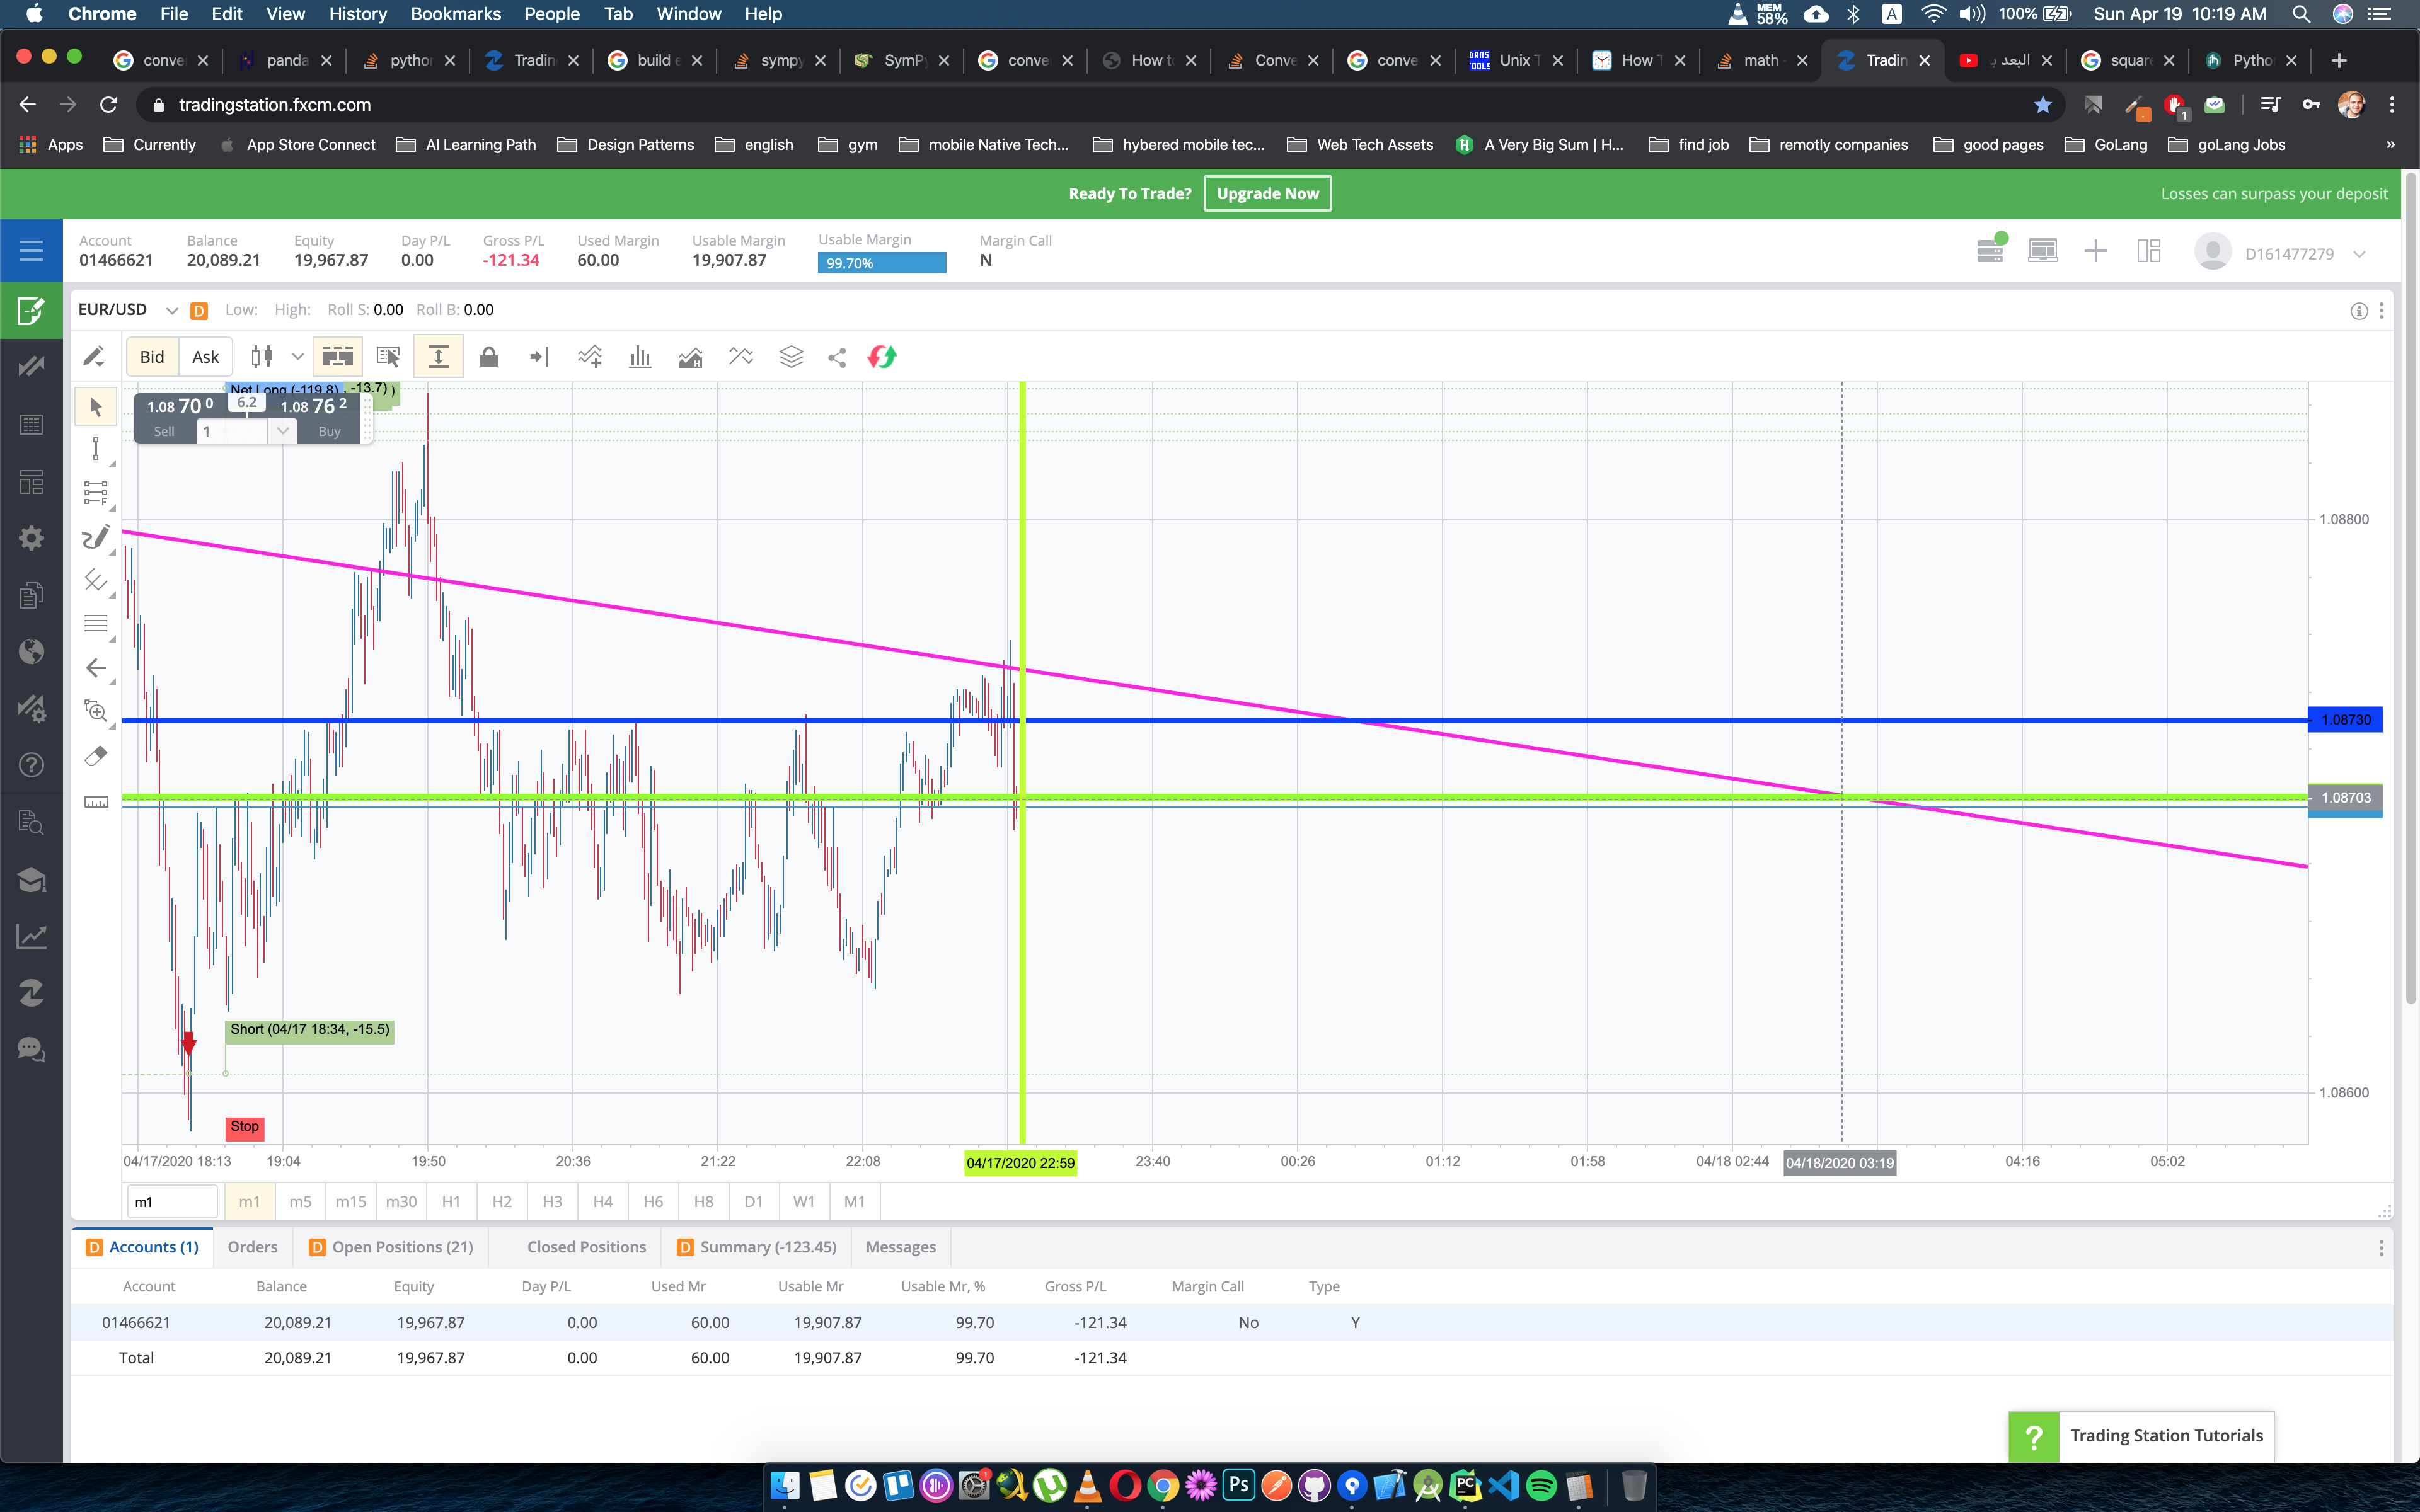 Chrome File Edit View History Bookmarks People Tab Window Help
MEM 58% A 100% Sun Apr 19 10:19 AM
conve panda python Trading build e sympy SymPy conve How to Conve conve DANS TOOLS Unix T How T math Tradin البعد squar Pytho
tradingstation.fxcm.com
Apps Currently App Store Connect AI Learning Path Design Patterns english gym mobile Native Tech... hybered mobile tec... Web Tech Assets A Very Big Sum | H... find job remotly companies good pages GoLang goLang Jobs »
Ready To Trade? Upgrade Now Losses can surpass your deposit
Account Balance Equity Day P/L Gross P/L Used Margin Usable Margin Usable Margin Margin Call
01466621 20,089.21 19,967.87 0.00 -121.34 60.00 19,907.87 99.70% N
D161477279
EUR/USD D Low: High: Roll S: 0.00 Roll B: 0.00
Bid Ask
Net Long (-119.8) , -13.7) )
1.08 70 0 6.2 1.08 76 2
Sell 1 Buy
1.08800
1.08730
1.08703
Short (04/17 18:34, -15.5)
1.08600
Stop
04/17/2020 18:13 19:04 19:50 20:36 21:22 22:08 04/17/2020 22:59 23:40 00:26 01:12 01:58 04/18 02:44 04/18/2020 03:19 04:16 05:02
m1 m1 m5 m15 m30 H1 H2 H3 H4 H6 H8 D1 W1 M1
D Accounts (1) Orders D Open Positions (21) Closed Positions D Summary (-123.45) Messages
Account Balance Equity Day P/L Used Mr Usable Mr Usable Mr, % Gross P/L Margin Call Type
01466621 20,089.21 19,967.87 0.00 60.00 19,907.87 99.70 -121.34 No Y
Total 20,089.21 19,967.87 0.00 60.00 19,907.87 99.70 -121.34
? Trading Station Tutorials
Ps PC